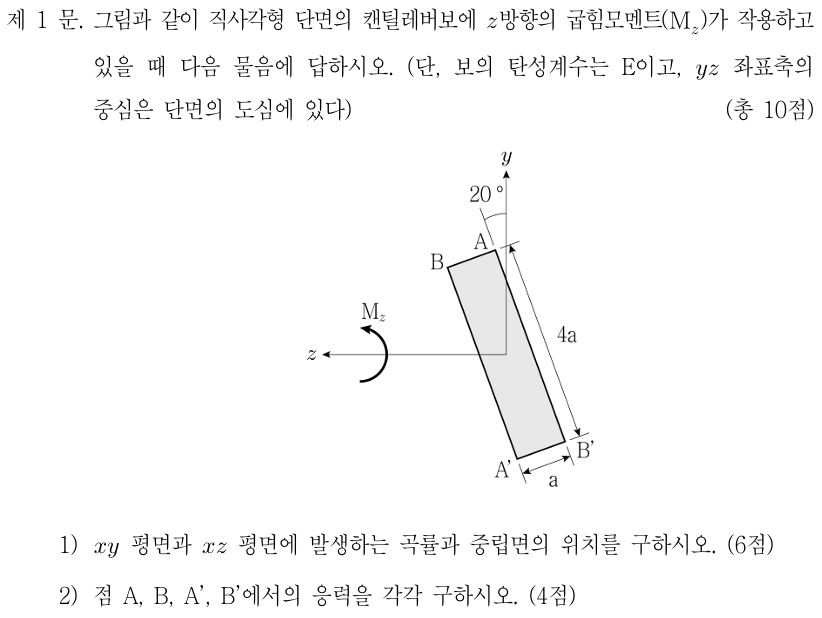 제 1 문. 그림과 같이 직사각형 단면의 캔틸레버보에 z방향의 굽힘모멘트(M_z)가 작용하고
있을 때 다음 물음에 답하시오. (단, 보의 탄성계수는 E이고, yz 좌표축의
중심은 단면의 도심에 있다) (총 10점)
y
20°
A
B
M_z
4a
z
B'
A'
a
1) xy 평면과 xz 평면에 발생하는 곡률과 중립면의 위치를 구하시오. (6점)
2) 점 A, B, A', B'에서의 응력을 각각 구하시오. (4점)